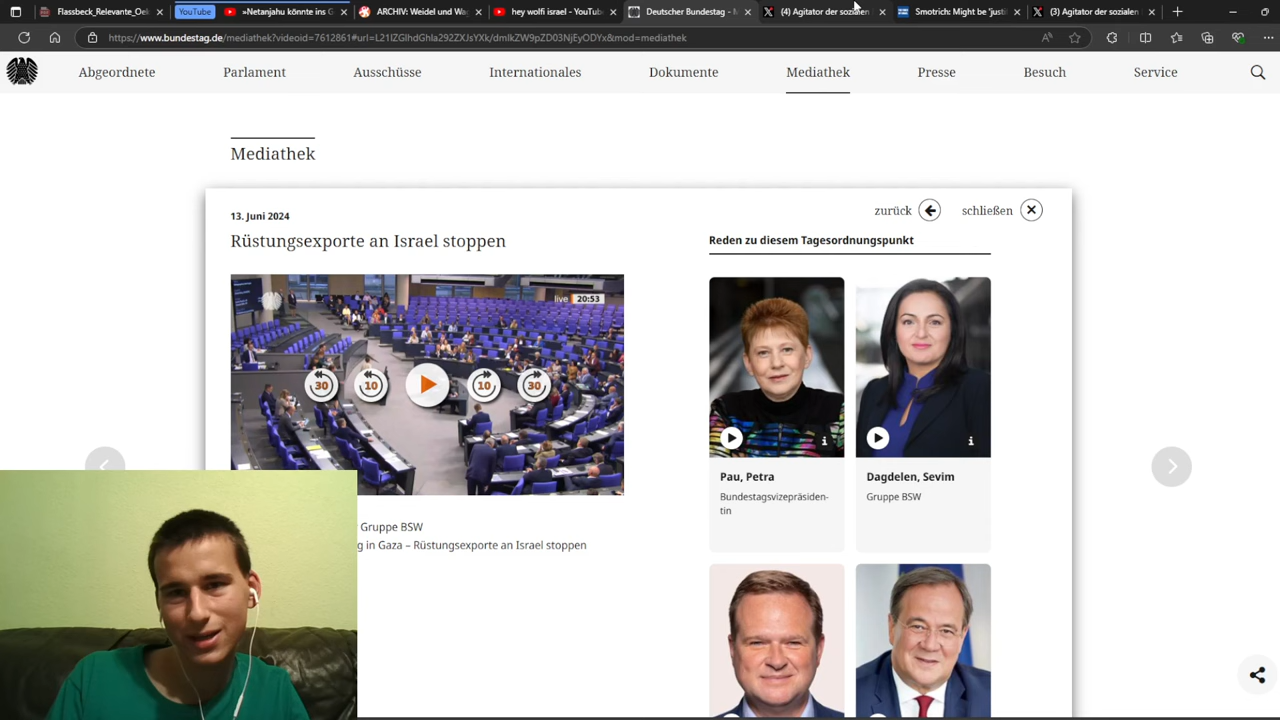 Flassbeck_Relevante_Oek
YouTube
»Netanjahu könnte ins G
ARCHIV: Weidel und Wa
hey wolfi israel - YouTub
Deutscher Bundestag - M
(4) Agitator der sozialen
Smotrich: Might be 'justi
(3) Agitator der sozialen
https://www.bundestag.de/mediathek?videoid=7612861#url=L21lZGlhdGhla292ZXJsYXk/dmlkZW9pZD03NjEyODYx&mod=mediathek
Abgeordnete
Parlament
Ausschüsse
Internationales
Dokumente
Mediathek
Presse
Besuch
Service
Mediathek
zurück
schließen
13. Juni 2024
Rüstungsexporte an Israel stoppen
Reden zu diesem Tagesordnungspunkt
live 20:53
30
10
10
30
Pau, Petra
Bundestagsvizepräsiden-
tin
Dagdelen, Sevim
Gruppe BSW
Gruppe BSW
g in Gaza – Rüstungsexporte an Israel stoppen